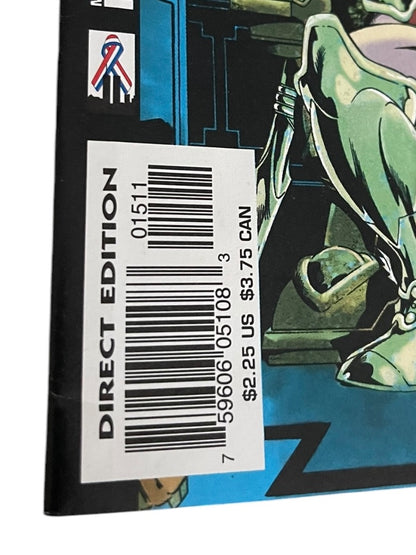 DIRECT EDITION
01511
7 59606 05108 3
$2.25 US $3.75 CAN